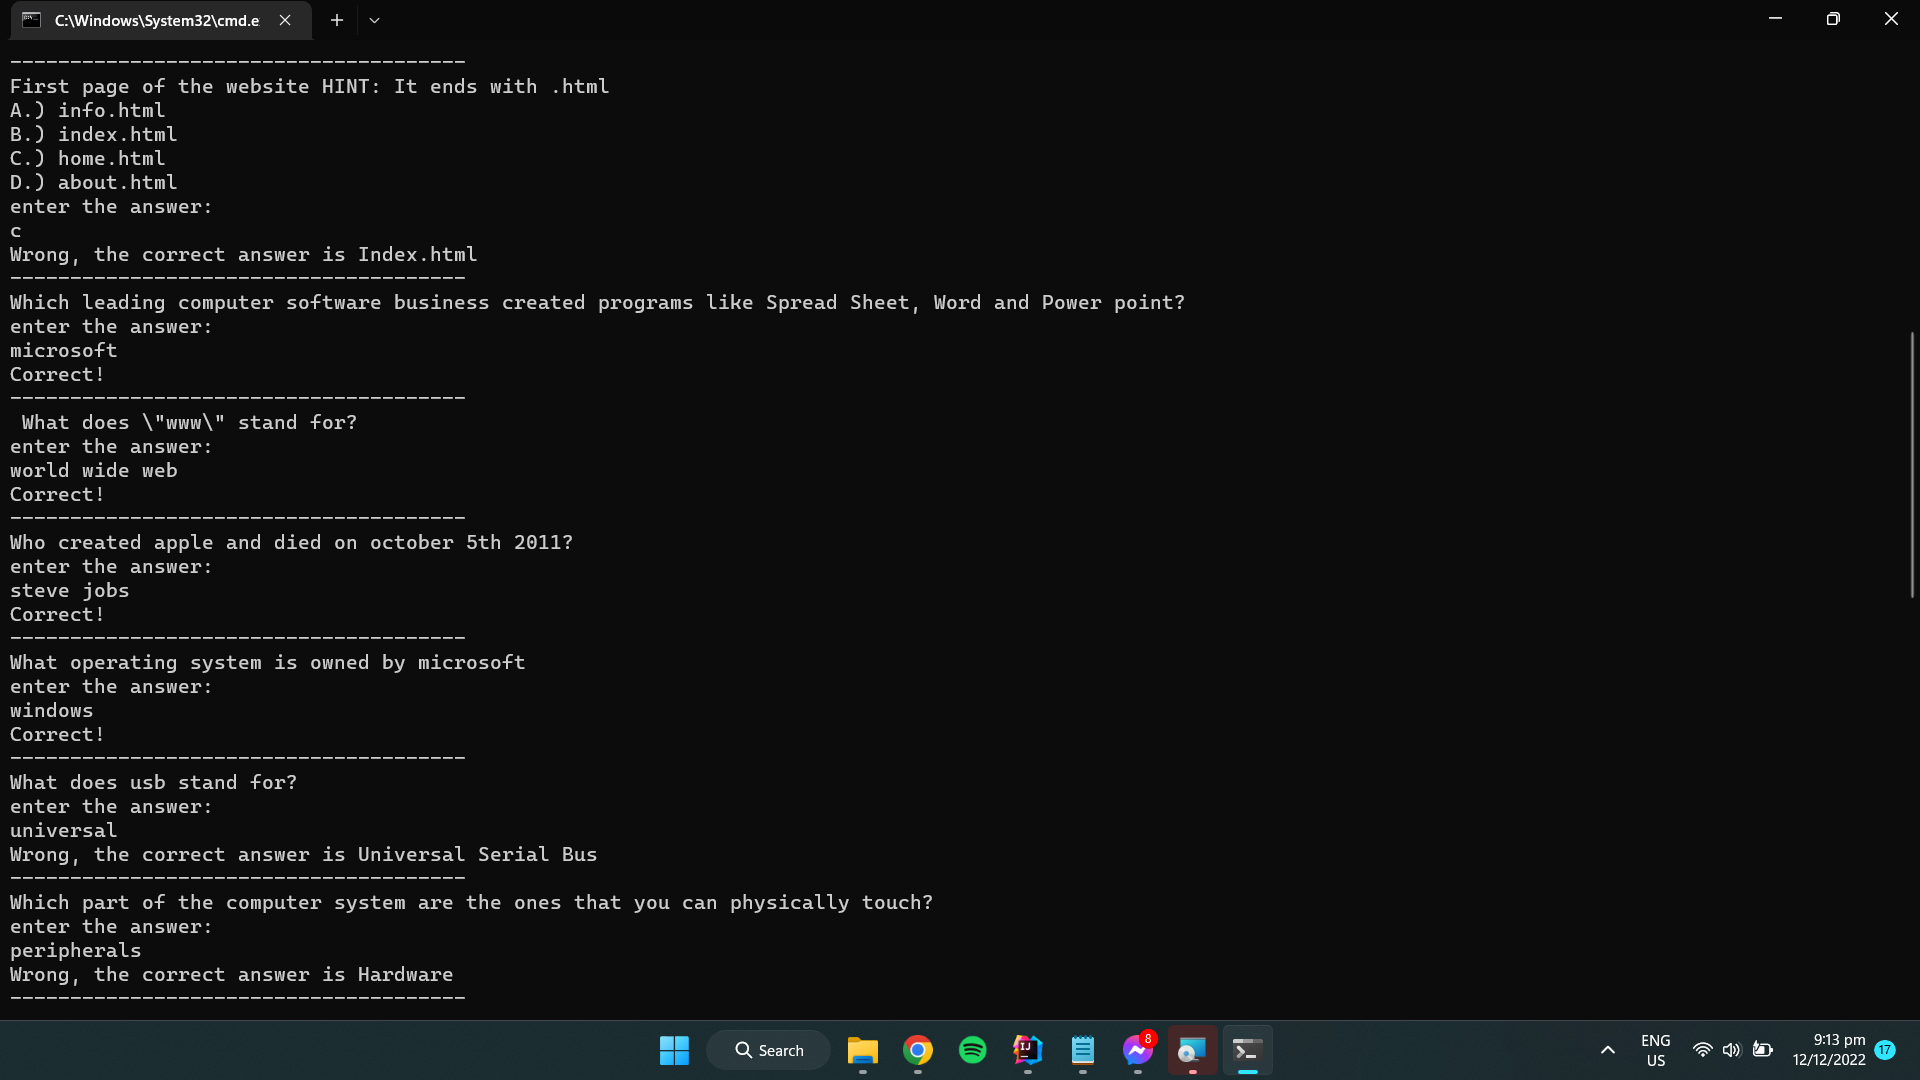 C:\Windows\System32\cmd.e
--------------------------------------
First page of the website HINT: It ends with .html
A.) info.html
B.) index.html
C.) home.html
D.) about.html
enter the answer:
c
Wrong, the correct answer is Index.html
--------------------------------------
Which leading computer software business created programs like Spread Sheet, Word and Power point?
enter the answer:
microsoft
Correct!
--------------------------------------
What does \"www\" stand for?
enter the answer:
world wide web
Correct!
--------------------------------------
Who created apple and died on october 5th 2011?
enter the answer:
steve jobs
Correct!
--------------------------------------
What operating system is owned by microsoft
enter the answer:
windows
Correct!
--------------------------------------
What does usb stand for?
enter the answer:
universal
Wrong, the correct answer is Universal Serial Bus
--------------------------------------
Which part of the computer system are the ones that you can physically touch?
enter the answer:
peripherals
Wrong, the correct answer is Hardware
--------------------------------------
Search
IJ
8
ENG
US
9:13 pm
12/12/2022
17